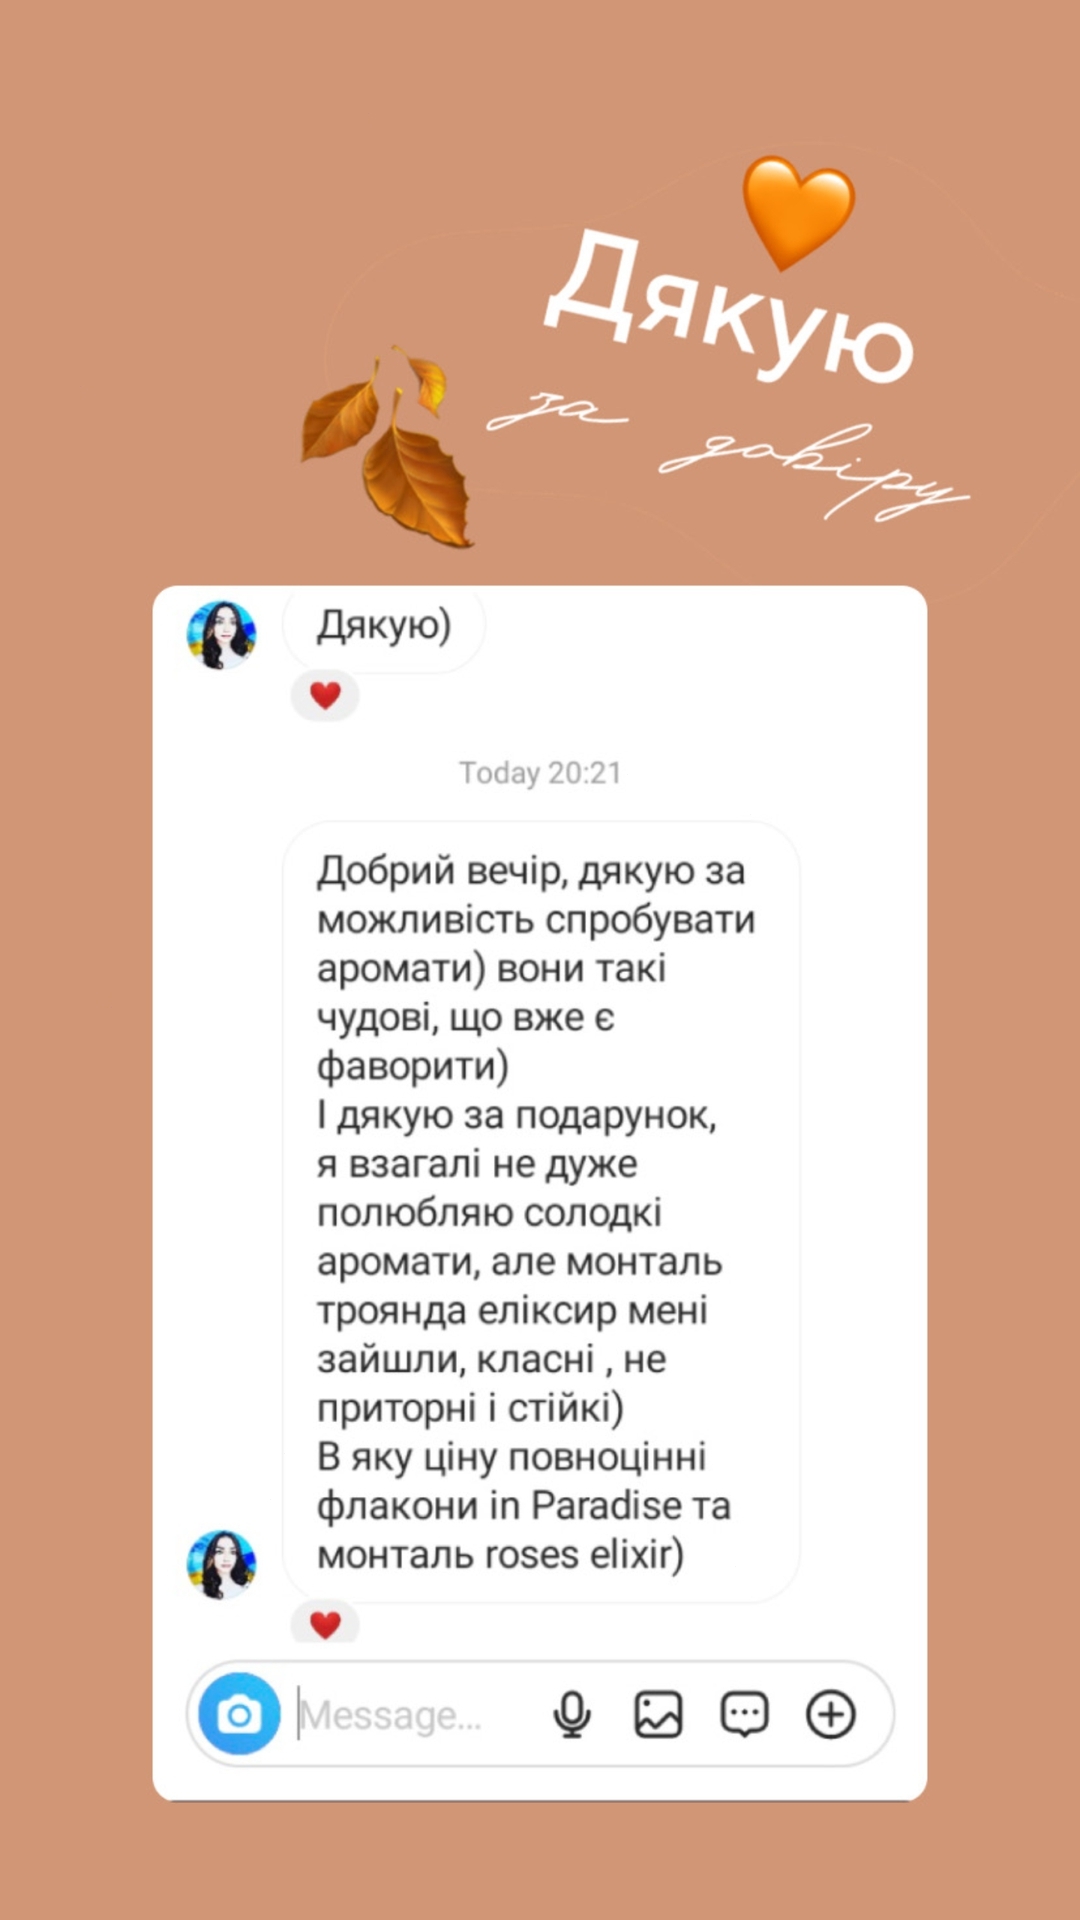 Дякую
за довіру
Дякую)
Today 20:21
Добрий вечір, дякую за
можливість спробувати
аромати) вони такі
чудові, що вже є
фаворити)
І дякую за подарунок,
я взагалі не дуже
полюбляю солодкі
аромати, але монталь
троянда еліксир мені
зайшли, класні , не
приторні і стійкі)
В яку ціну повноцінні
флакони in Paradise та
монталь roses elixir)
Message...